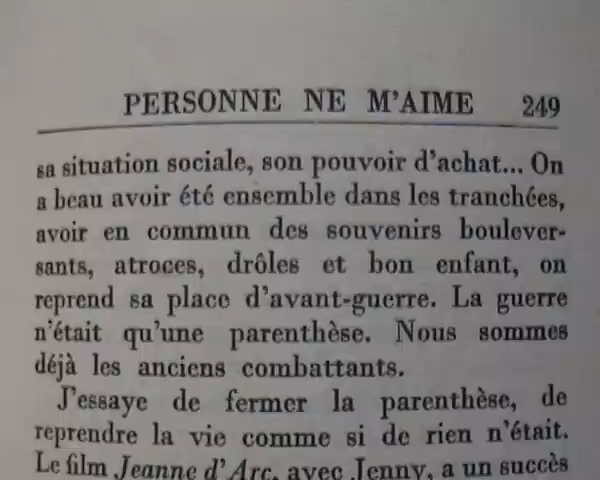 PERSONNE NE M'AIME 249
sa situation sociale, son pouvoir d'achat... On
a beau avoir été ensemble dans les tranchées,
avoir en commun des souvenirs boulever-
sants, atroces, drôles et bon enfant, on
reprend sa place d'avant-guerre. La guerre
n'était qu'une parenthèse. Nous sommes
déjà les anciens combattants.
J'essaye de fermer la parenthèse, de
reprendre la vie comme si de rien n'était.
Le film Jeanne d'Arc, avec Jenny, a un succès